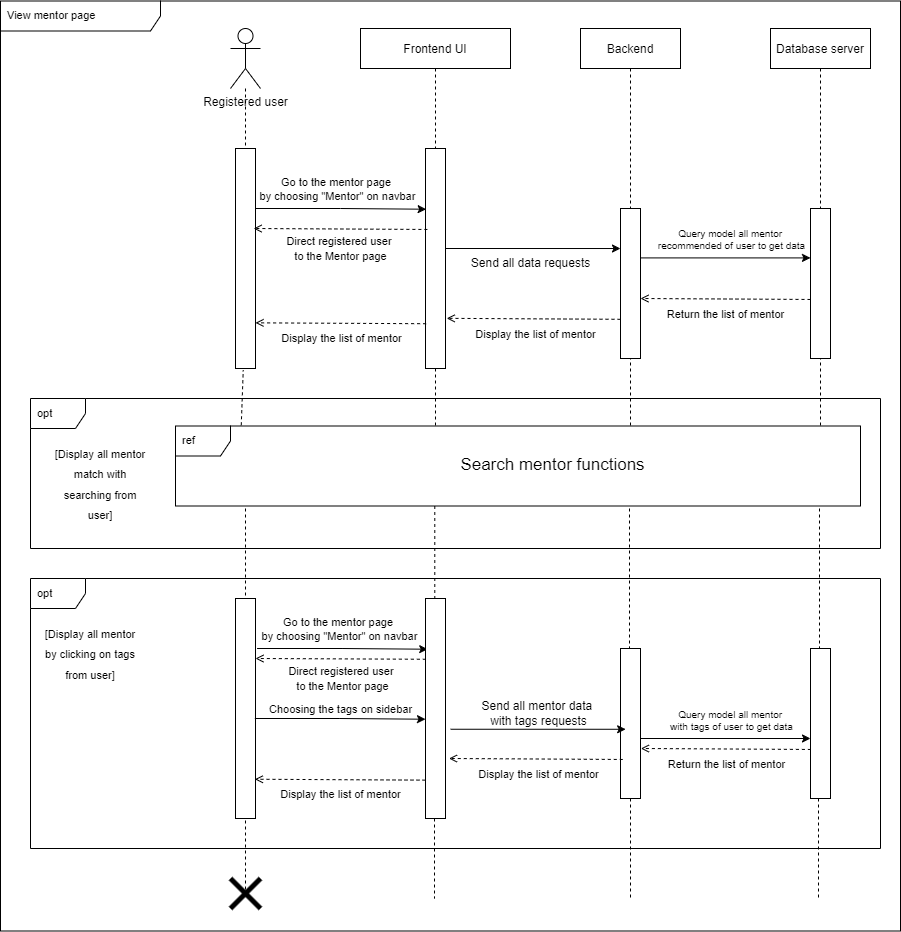 View mentor page
Frontend UI
Backend
Database server
Registered user
Go to the mentor page
by choosing "Mentor" on navbar
Direct registered user
to the Mentor page
Send all data requests
Query model all mentor
recommended of user to get data
Return the list of mentor
Display the list of mentor
Display the list of mentor
opt
[Display all mentor
match with
searching from
user]
ref
Search mentor functions
opt
[Display all mentor
by clicking on tags
from user]
Go to the mentor page
by choosing "Mentor" on navbar
Direct registered user
to the Mentor page
Choosing the tags on sidebar
Send all mentor data
with tags requests
Query model all mentor
with tags of user to get data
Return the list of mentor
Display the list of mentor
Display the list of mentor